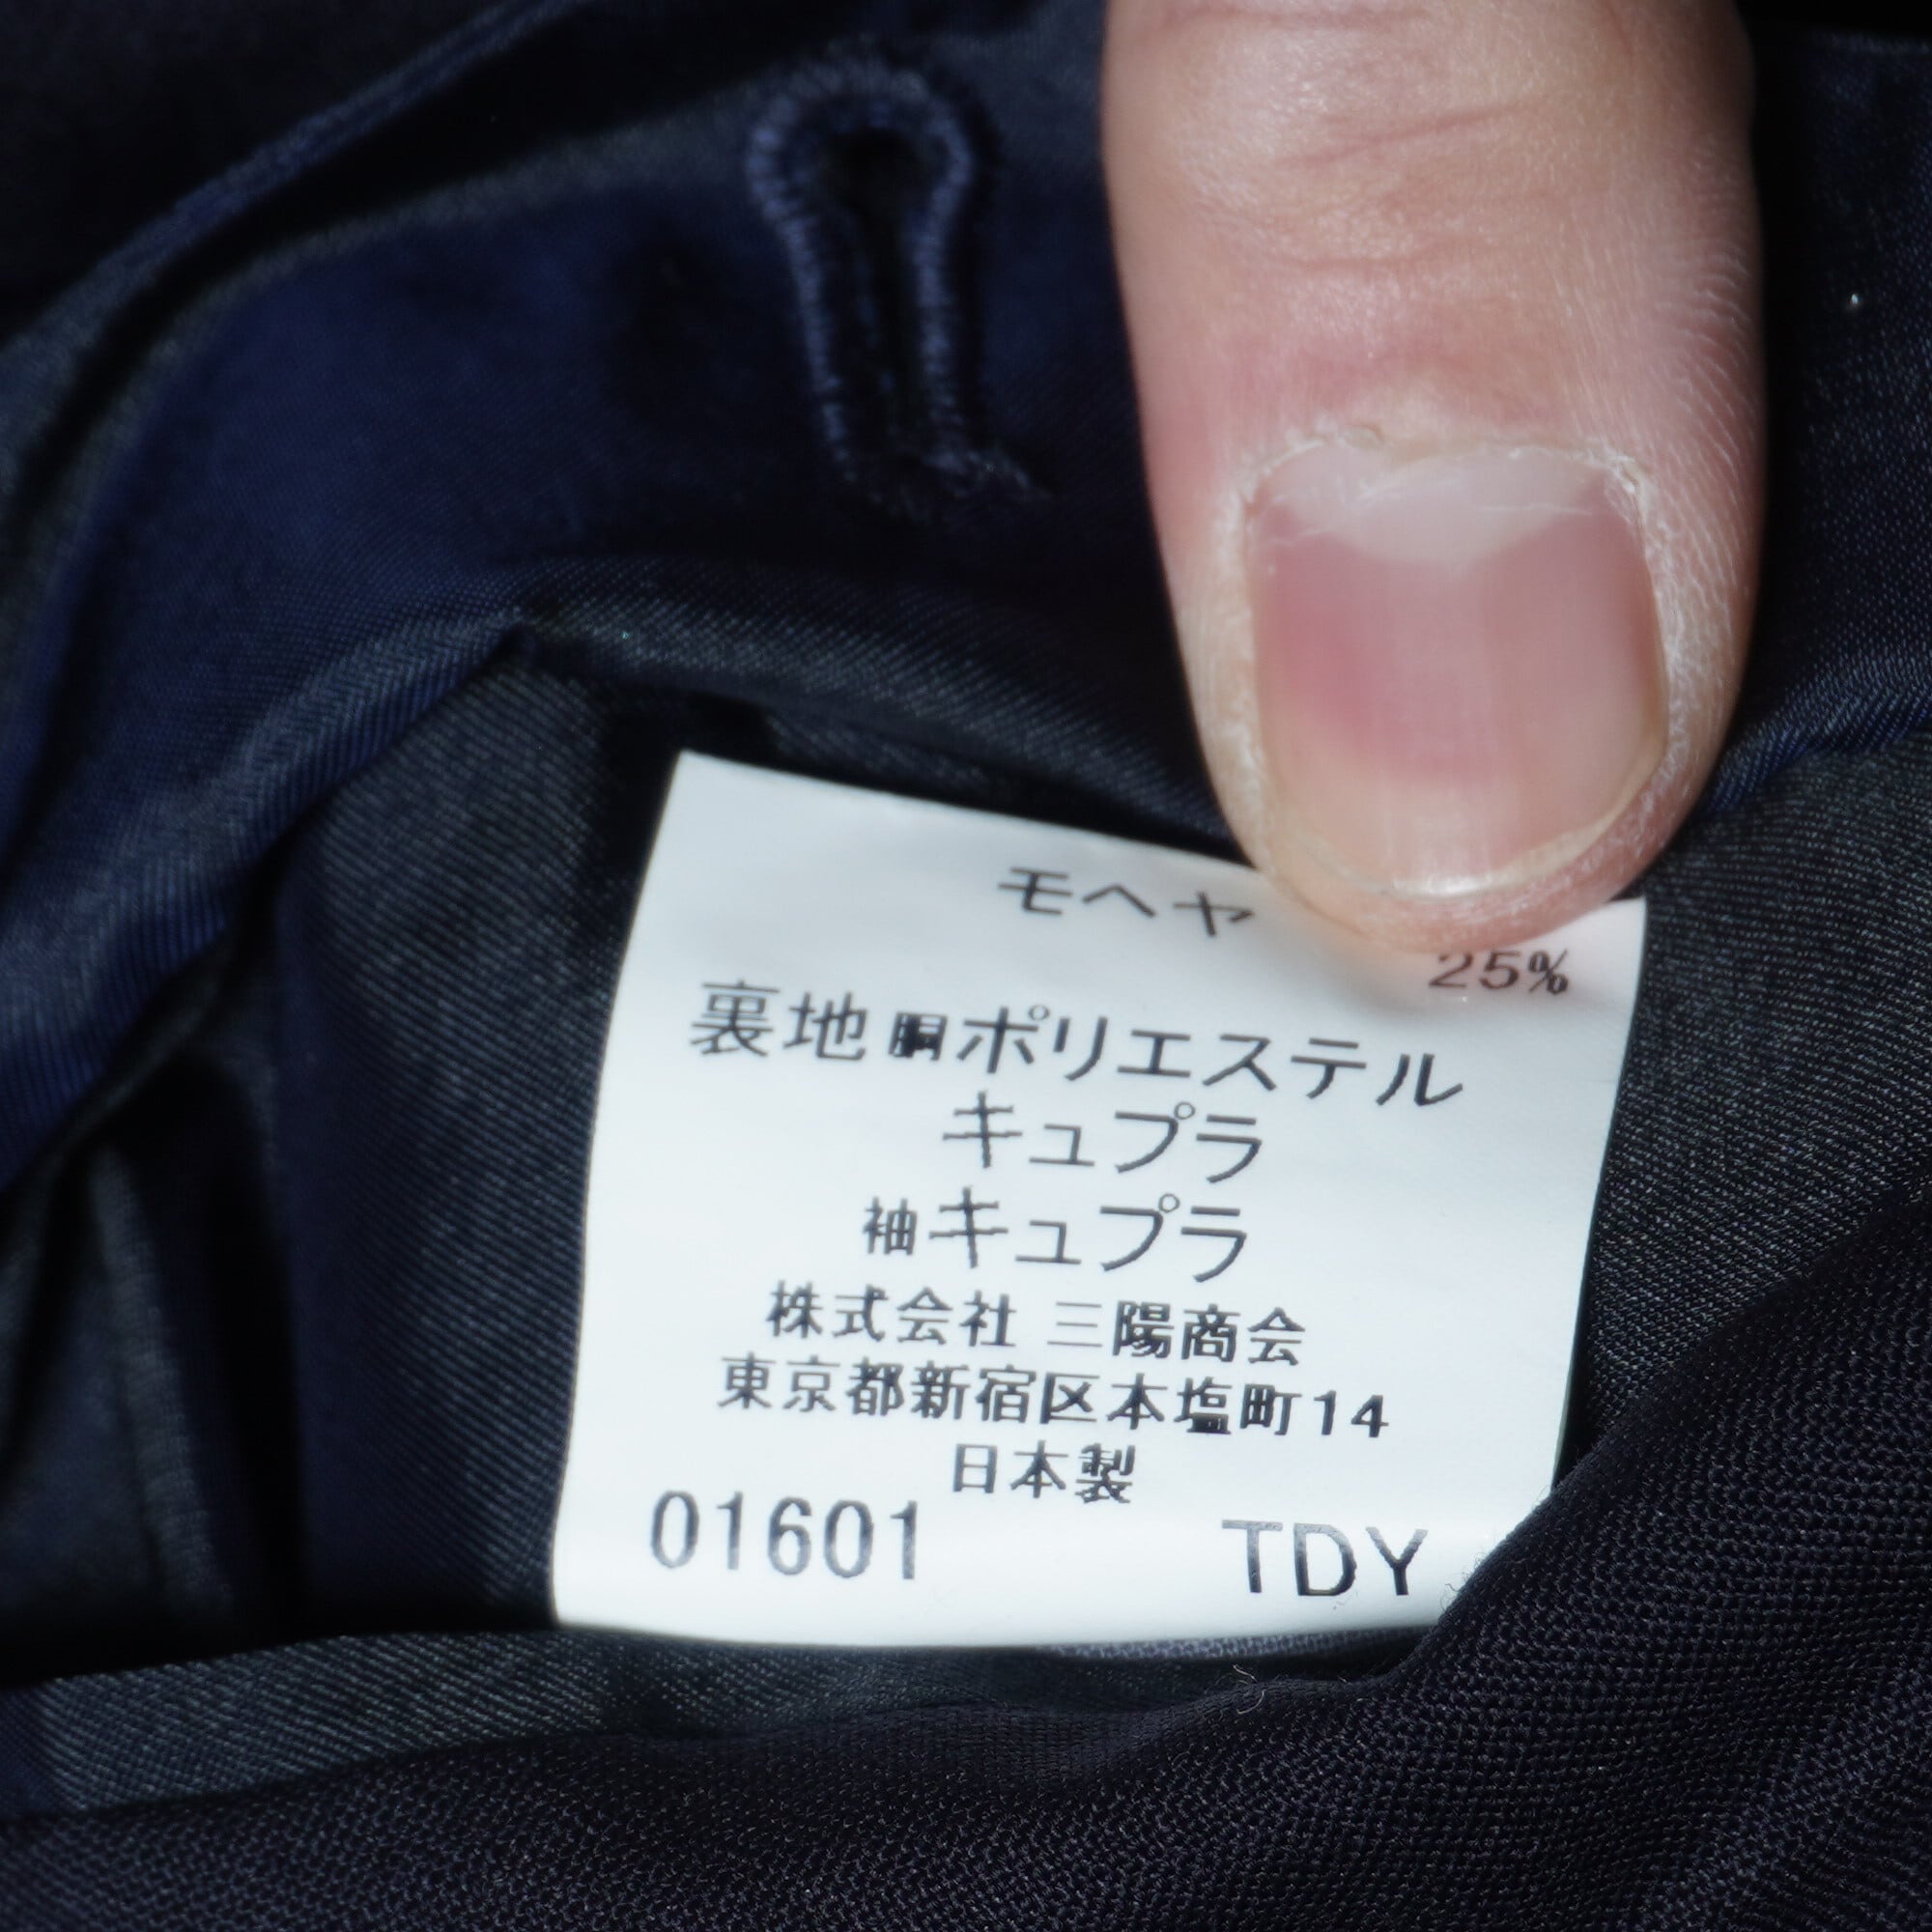 モヘヤ 25%
裏地 胴ポリエステル
キュプラ
袖キュプラ
株式会社 三陽商会
東京都新宿区本塩町14
日本製
01601 TDY